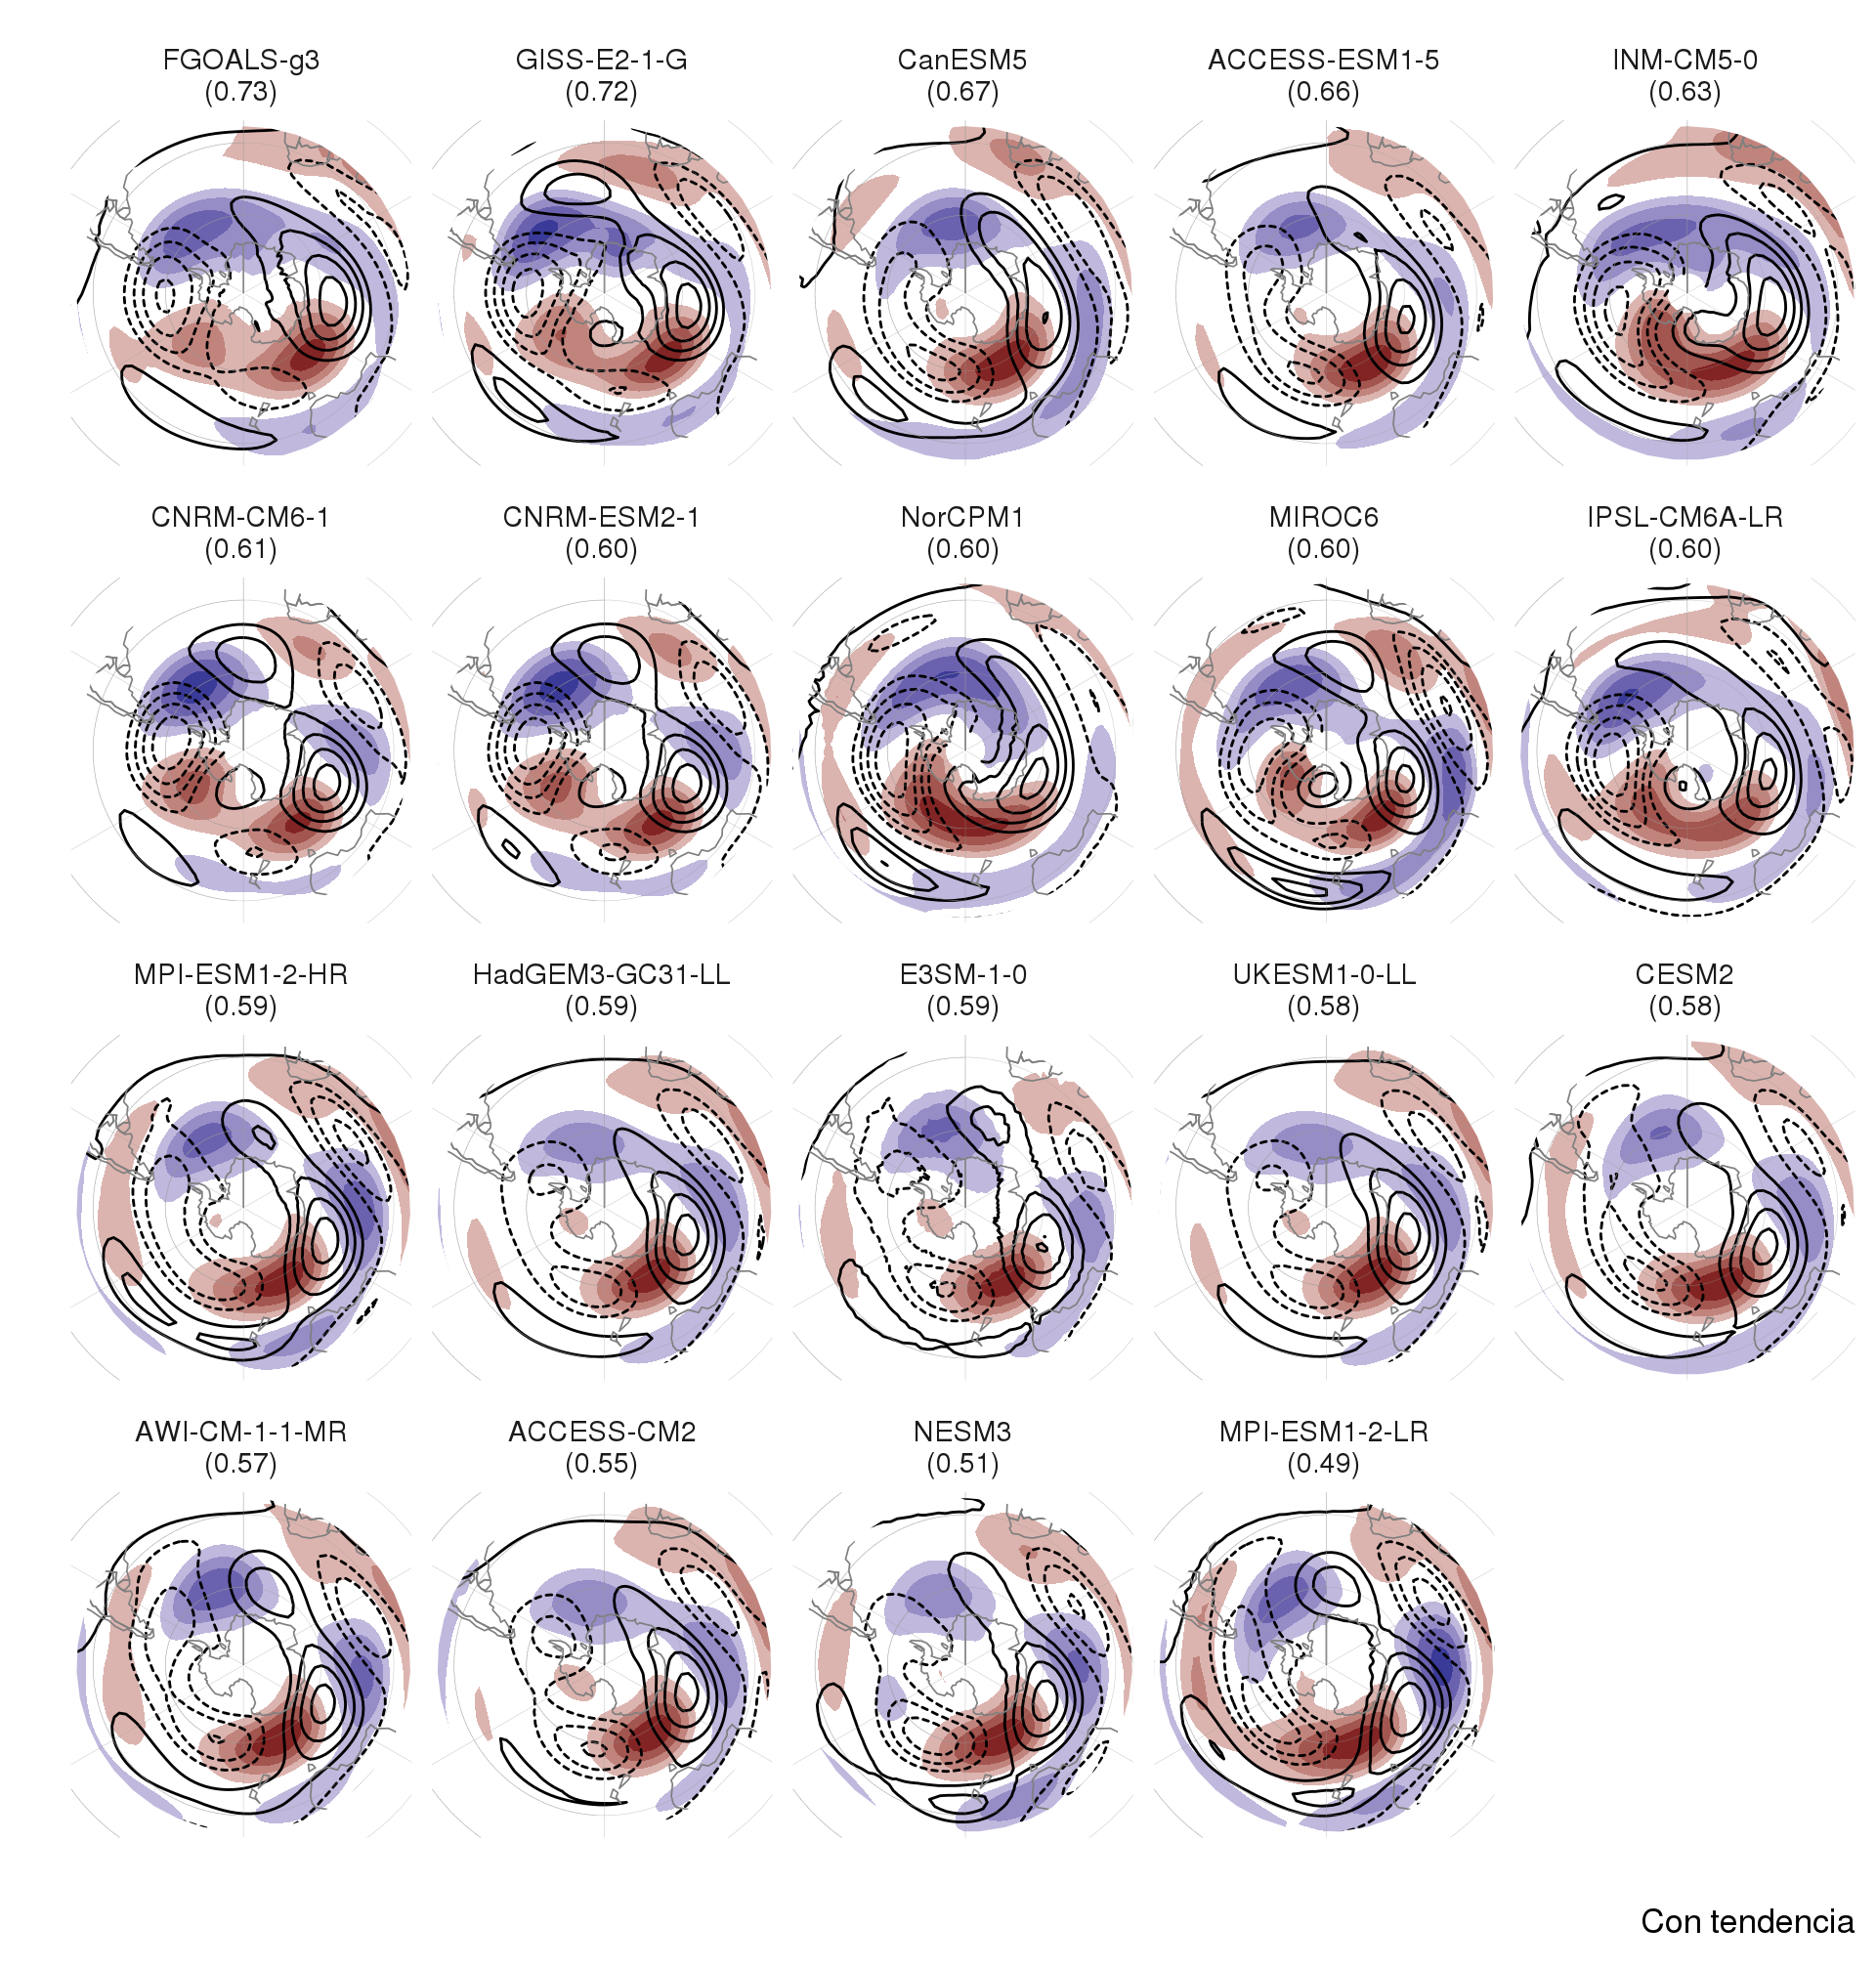 FGOALS-g3
(0.73)
GISS-E2-1-G
(0.72)
CanESM5
(0.67)
ACCESS-ESM1-5
(0.66)
INM-CM5-0
(0.63)
CNRM-CM6-1
(0.61)
CNRM-ESM2-1
(0.60)
NorCPM1
(0.60)
MIROC6
(0.60)
IPSL-CM6A-LR
(0.60)
MPI-ESM1-2-HR
(0.59)
HadGEM3-GC31-LL
(0.59)
E3SM-1-0
(0.59)
UKESM1-0-LL
(0.58)
CESM2
(0.58)
AWI-CM-1-1-MR
(0.57)
ACCESS-CM2
(0.55)
NESM3
(0.51)
MPI-ESM1-2-LR
(0.49)
Con tendencia